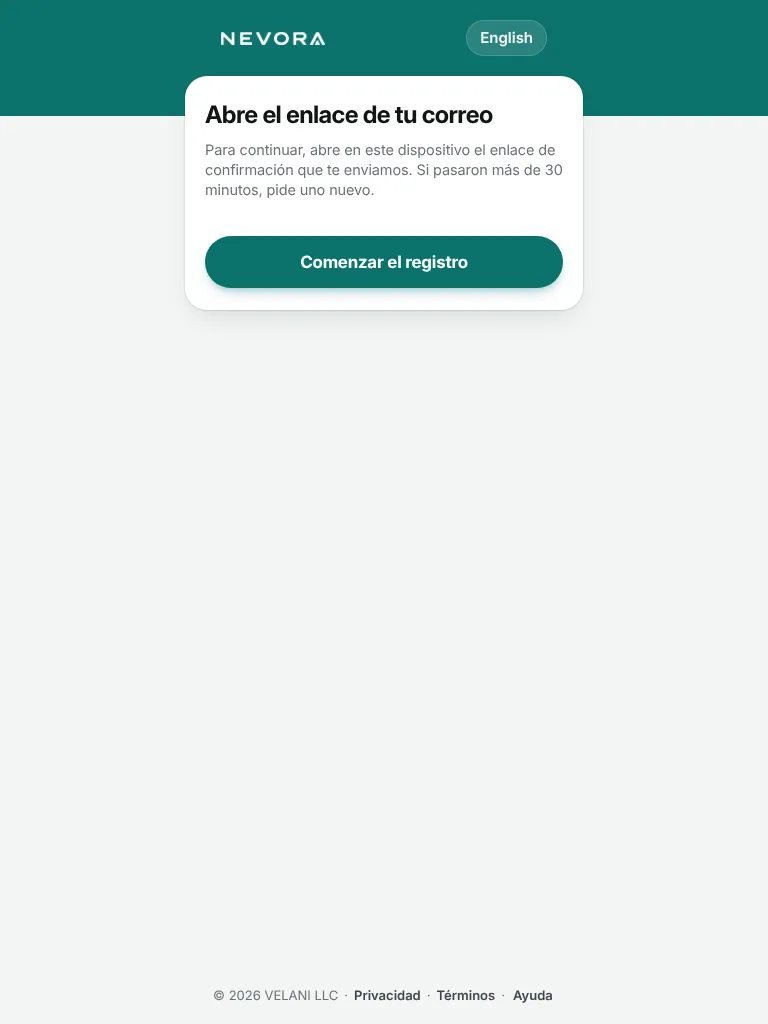 NEVORA
English
Abre el enlace de tu correo
Para continuar, abre en este dispositivo el enlace de
confirmación que te enviamos. Si pasaron más de 30
minutos, pide uno nuevo.
Comenzar el registro
© 2026 VELANI LLC · Privacidad · Términos · Ayuda